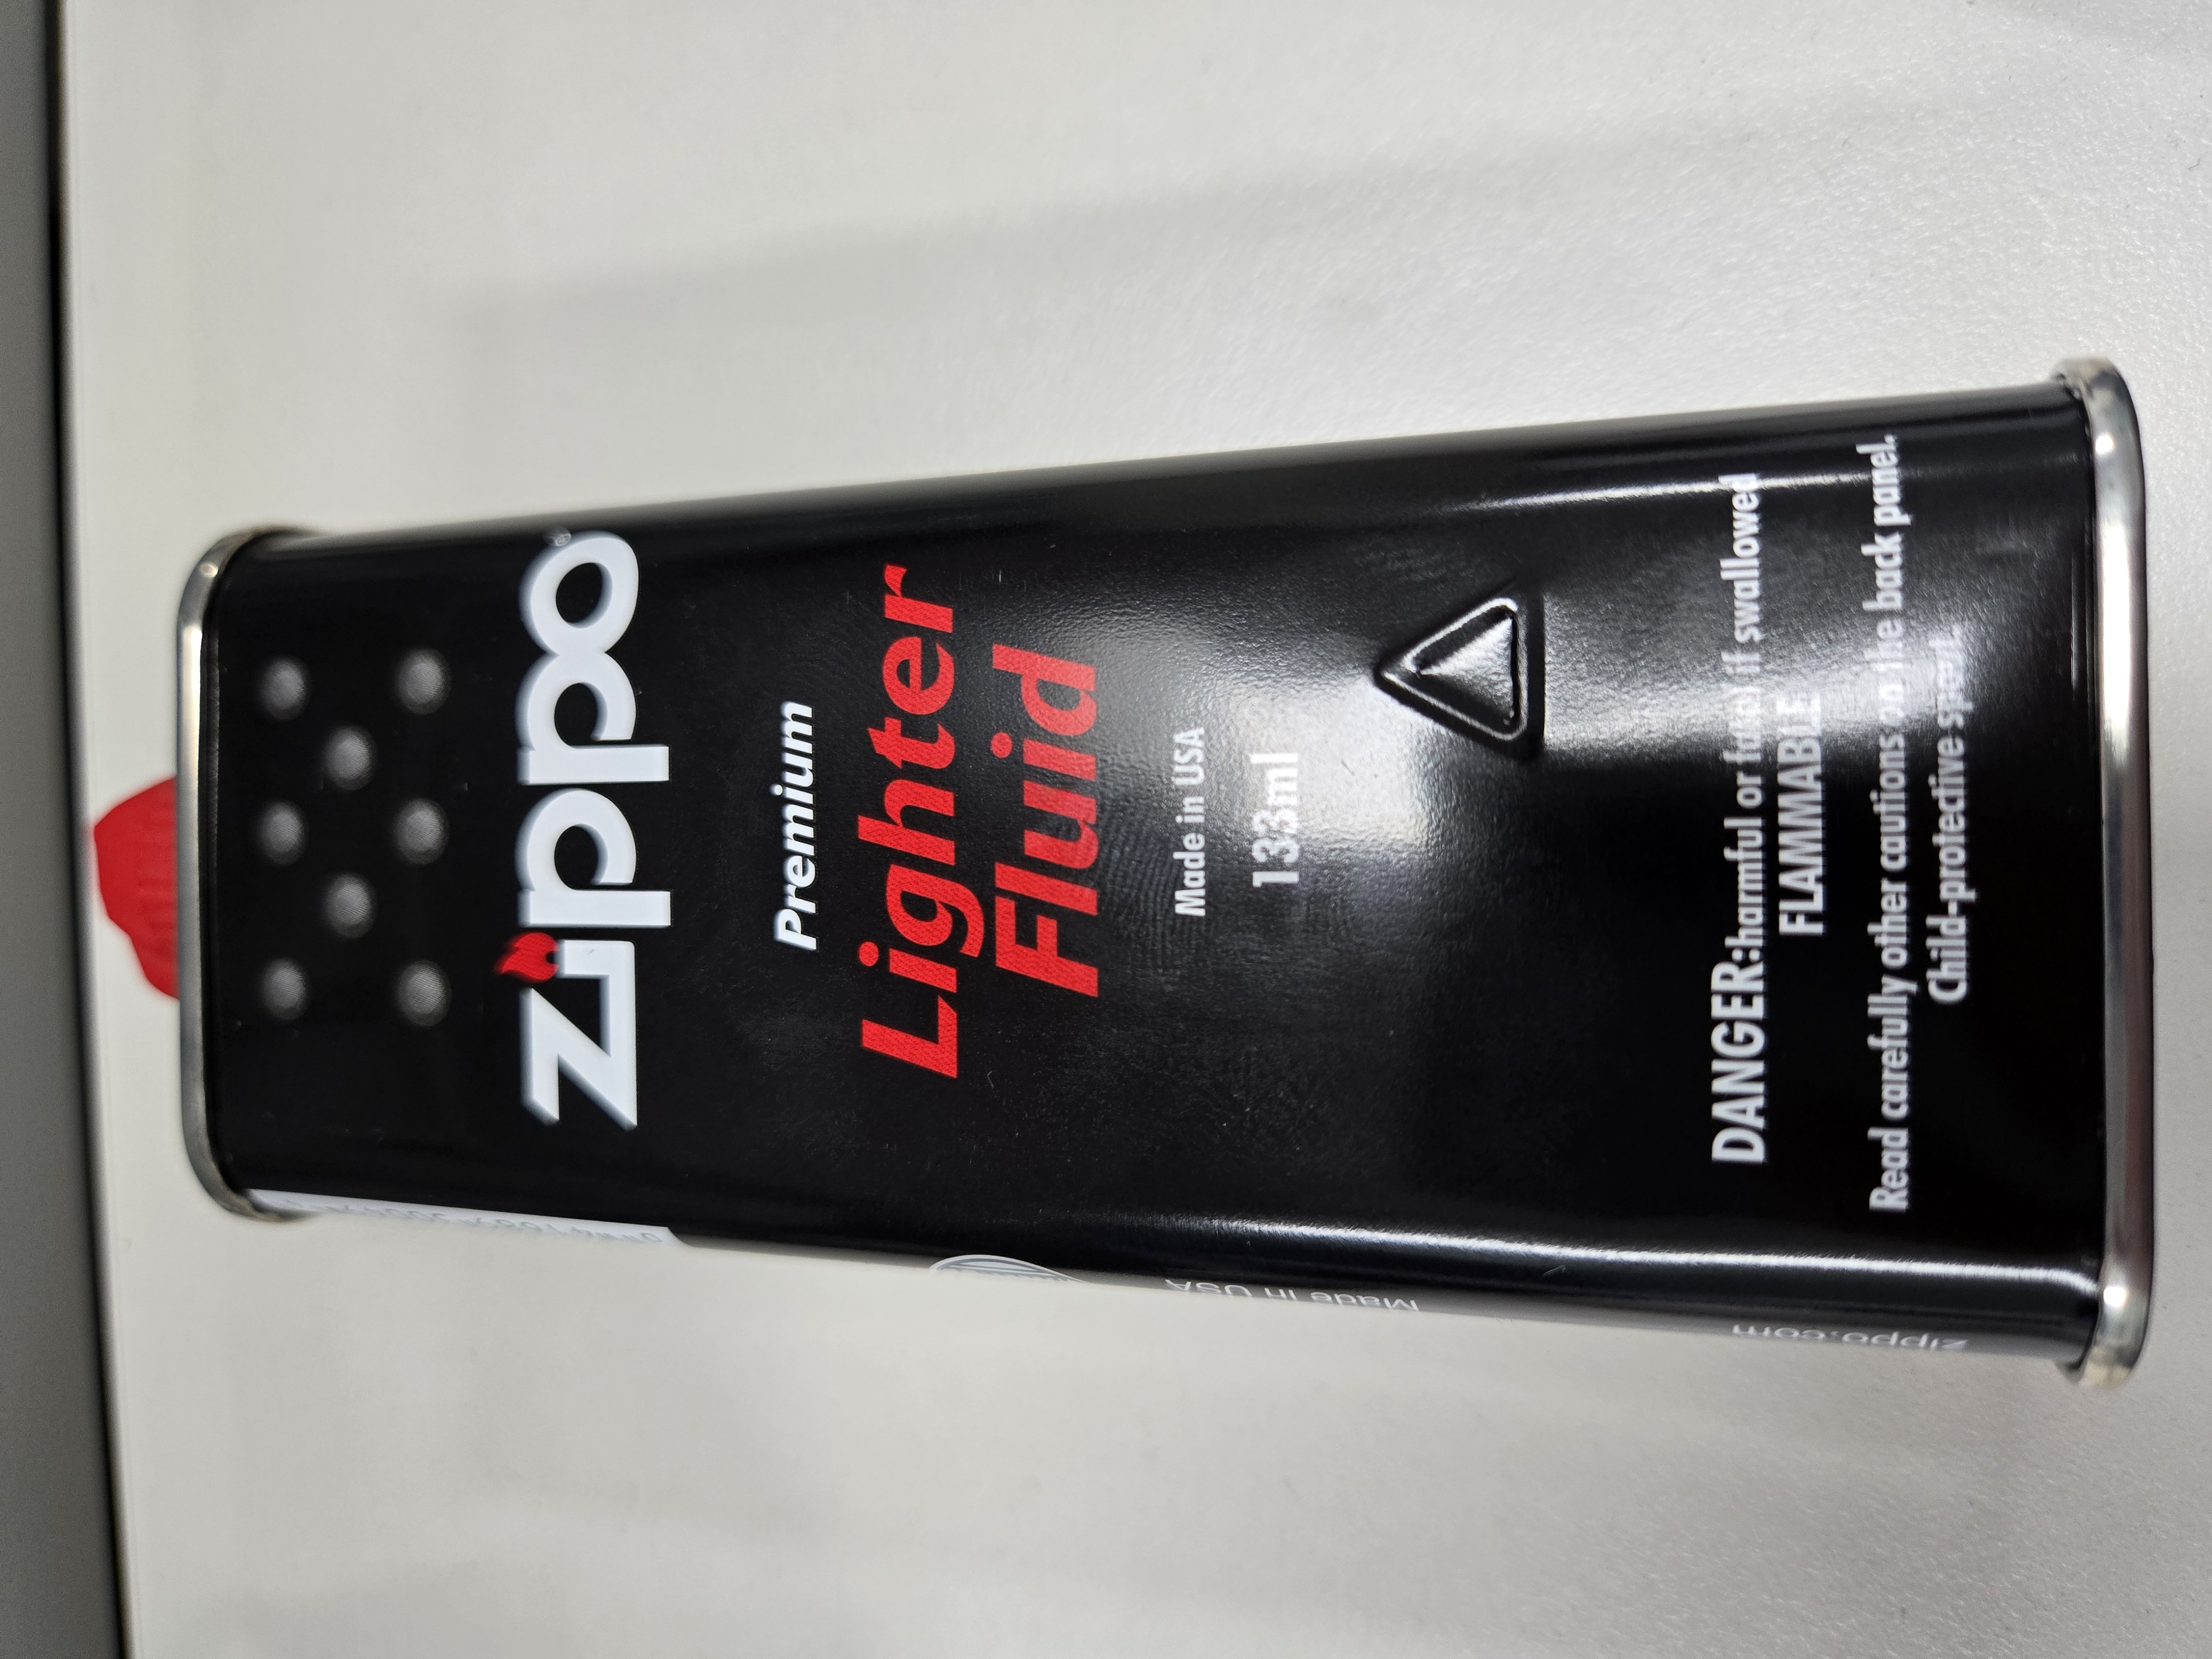 zippo
Premium
Lighter
Fluid
Made in USA
133ml
DANGER:harmful or fatal if swallowed
FLAMMABLE
Read carefully other cautions on the back panel.
Child-protective spout.
Made in USA
zippo.com